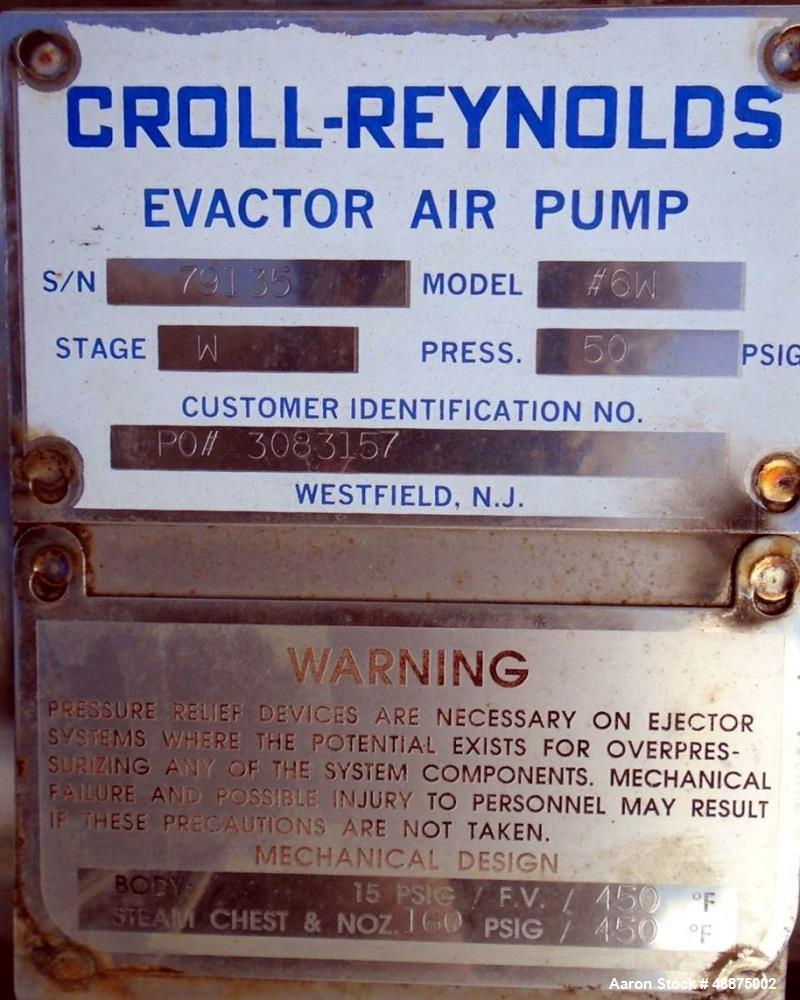 CROLL-REYNOLDS
EVACTOR AIR PUMP
S/N 79135 MODEL #6W
STAGE W PRESS. 50 PSIG
CUSTOMER IDENTIFICATION NO.
PO# 3083157
WESTFIELD, N.J.
WARNING
PRESSURE RELIEF DEVICES ARE NECESSARY ON EJECTOR
SYSTEMS WHERE THE POTENTIAL EXISTS FOR OVERPRES-
SURIZING ANY OF THE SYSTEM COMPONENTS. MECHANICAL
FAILURE AND POSSIBLE INJURY TO PERSONNEL MAY RESULT
IF THESE PRECAUTIONS ARE NOT TAKEN.
MECHANICAL DESIGN
BODY 15 PSIG / F.V. / 450 °F
STEAM CHEST & NOZ. 160 PSIG / 450 °F
Aaron Stock # 48875002